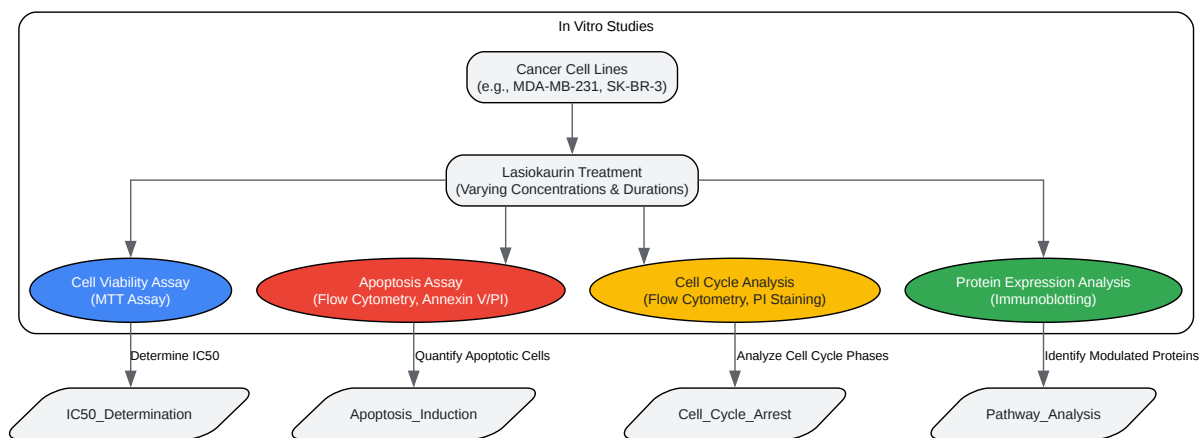 In Vitro Studies
Cancer Cell Lines
(e.g., MDA-MB-231, SK-BR-3)
Lasiokaurin Treatment
(Varying Concentrations & Durations)
Cell Viability Assay
(MTT Assay)
Apoptosis Assay
(Flow Cytometry, Annexin V/PI)
Cell Cycle Analysis
(Flow Cytometry, PI Staining)
Protein Expression Analysis
(Immunoblotting)
Determine IC50
Quantify Apoptotic Cells
Analyze Cell Cycle Phases
Identify Modulated Proteins
IC50_Determination
Apoptosis_Induction
Cell_Cycle_Arrest
Pathway_Analysis